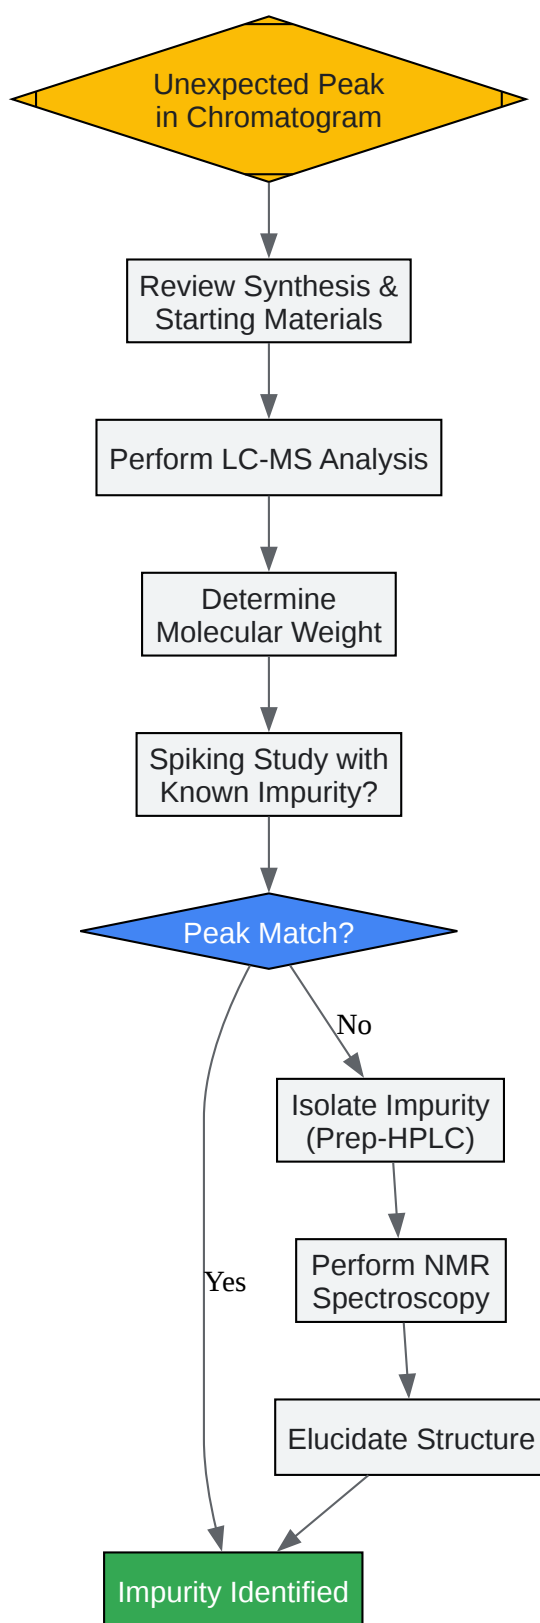 Unexpected Peak
in Chromatogram
Review Synthesis &
Starting Materials
Perform LC-MS Analysis
Determine
Molecular Weight
Spiking Study with
Known Impurity?
Peak Match?
No
Isolate Impurity
(Prep-HPLC)
Perform NMR
Spectroscopy
Yes
Elucidate Structure
Impurity Identified